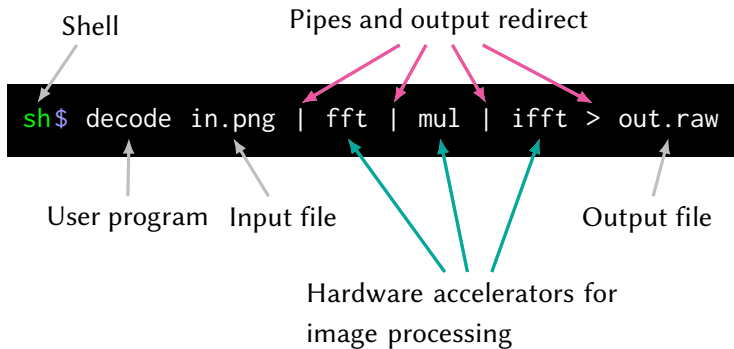 Shell
Pipes and output redirect
sh$ decode in.png | fft | mul | ifft > out.raw
User program
Input file
Output file
Hardware accelerators for
image processing